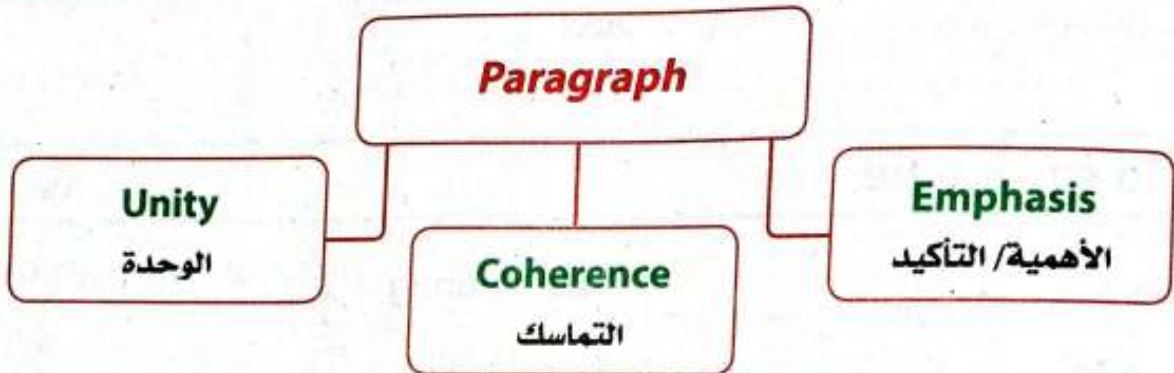 Paragraph
Unity
الوحدة
Coherence
التماسك
Emphasis
الأهمية/ التأكيد